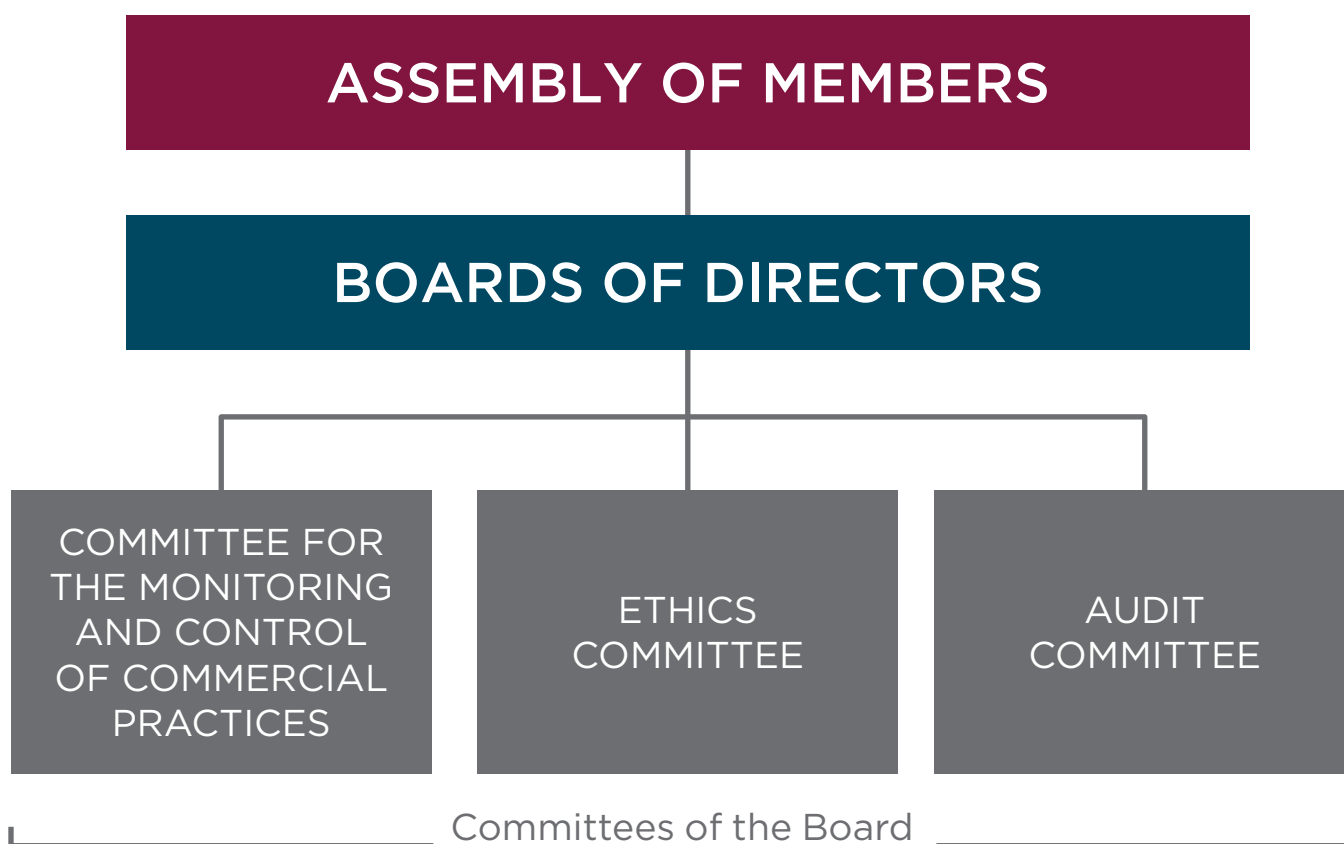 ASSEMBLY OF MEMBERS
BOARDS OF DIRECTORS
COMMITTEE FOR
THE MONITORING
AND CONTROL
OF COMMERCIAL
PRACTICES
ETHICS
COMMITTEE
AUDIT
COMMITTEE
Committees of the Board